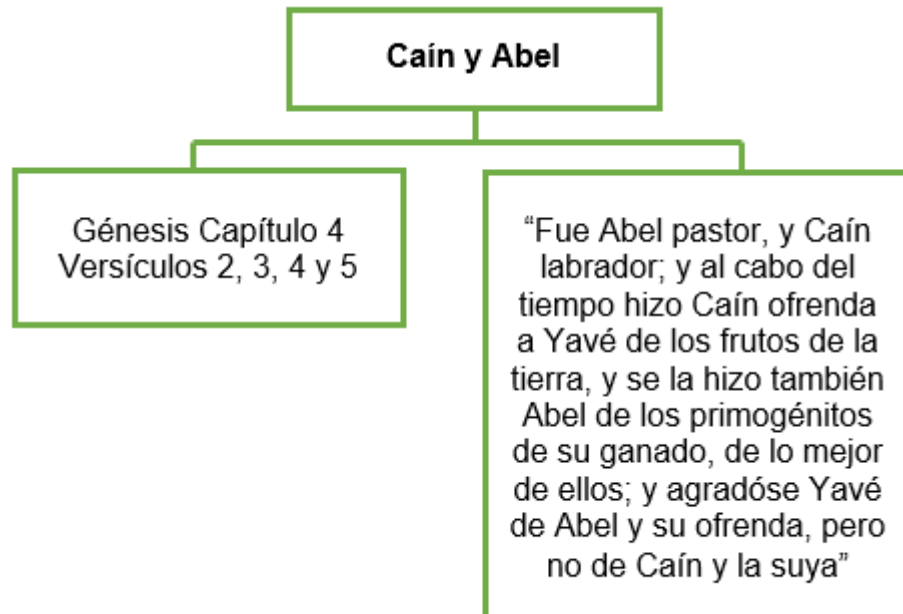 Caín y Abel
Génesis Capítulo 4
Versículos 2, 3, 4 y 5
“Fue Abel pastor, y Caín
labrador; y al cabo del
tiempo hizo Caín ofrenda
a Yavé de los frutos de la
tierra, y se la hizo también
Abel de los primogénitos
de su ganado, de lo mejor
de ellos; y agradóse Yavé
de Abel y su ofrenda, pero
no de Caín y la suya”